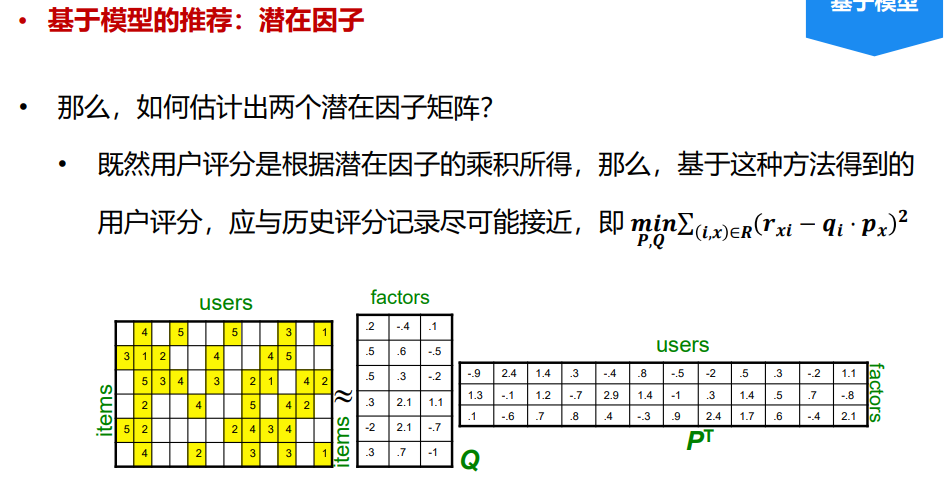 基于模型
• 基于模型的推荐：潜在因子
• 那么，如何估计出两个潜在因子矩阵？
• 既然用户评分是根据潜在因子的乘积所得，那么，基于这种方法得到的
用户评分，应与历史评分记录尽可能接近，即 min P,Q ∑(i,x)∈R (r_xi − q_i · p_x)²
users
4 5 5 3 1
3 1 2 4 4 5
5 3 4 3 2 1 4 2
2 4 5 4 2
5 2 2 4 3 4
4 2 3 3 1
items
≈
factors
.2 -.4 .1
.5 .6 -.5
.5 .3 -.2
.3 2.1 1.1
-2 2.1 -.7
.3 .7 -1
items
Q
users
-.9 2.4 1.4 .3 -.4 .8 -.5 -2 .5 .3 -.2 1.1
1.3 -.1 1.2 -.7 2.9 1.4 -1 .3 1.4 .5 .7 -.8
.1 -.6 .7 .8 .4 -.3 .9 2.4 1.7 .6 -.4 2.1
factors
Pᵀ